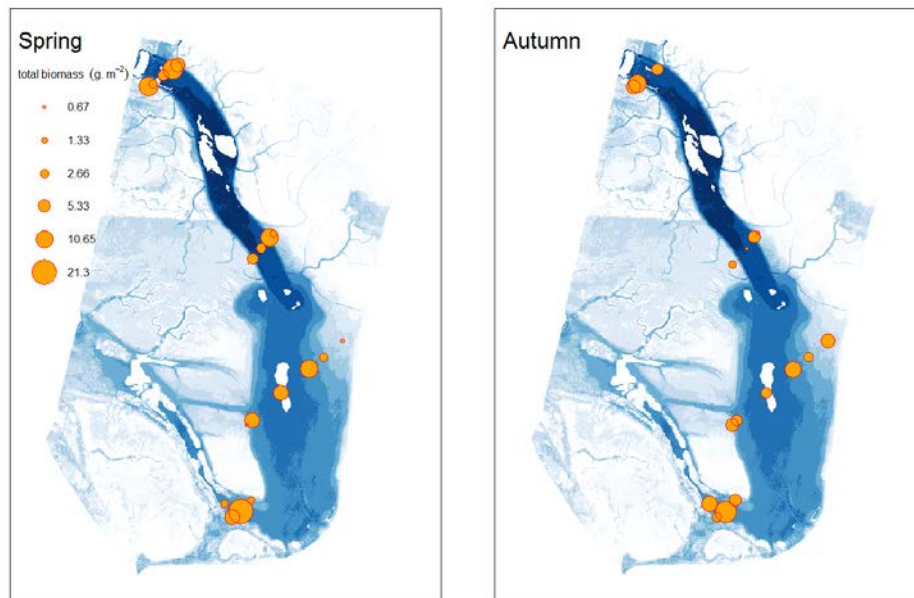 Spring
total biomass (g. m⁻²)
0.67
1.33
2.66
5.33
10.65
21.3
Autumn